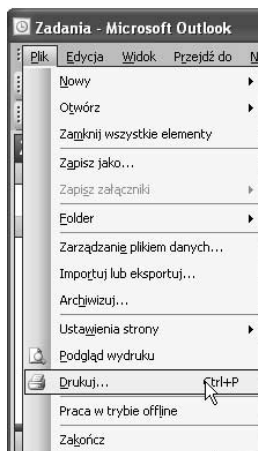 Zadania - Microsoft Outlook
Plik Edycja Widok Przejdź do N
Nowy
Otwórz
Zamknij wszystkie elementy
Zapisz jako...
Zapisz załączniki
Folder
Zarządzanie plikiem danych...
Importuj lub eksportuj...
Archiwizuj...
Ustawienia strony
Podgląd wydruku
Drukuj... Ctrl+P
Praca w trybie offline
Zakończ